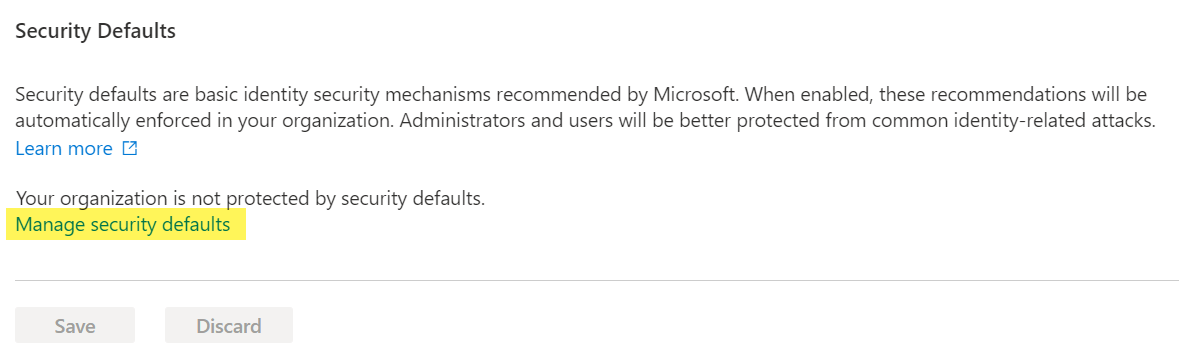 Security Defaults
Security defaults are basic identity security mechanisms recommended by Microsoft. When enabled, these recommendations will be
automatically enforced in your organization. Administrators and users will be better protected from common identity-related attacks.
Learn more
Your organization is not protected by security defaults.
Manage security defaults
Save Discard